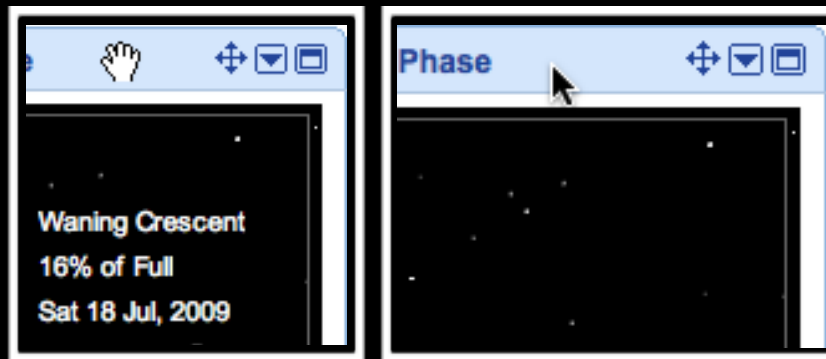 Waning Crescent
16% of Full
Sat 18 Jul, 2009
Phase